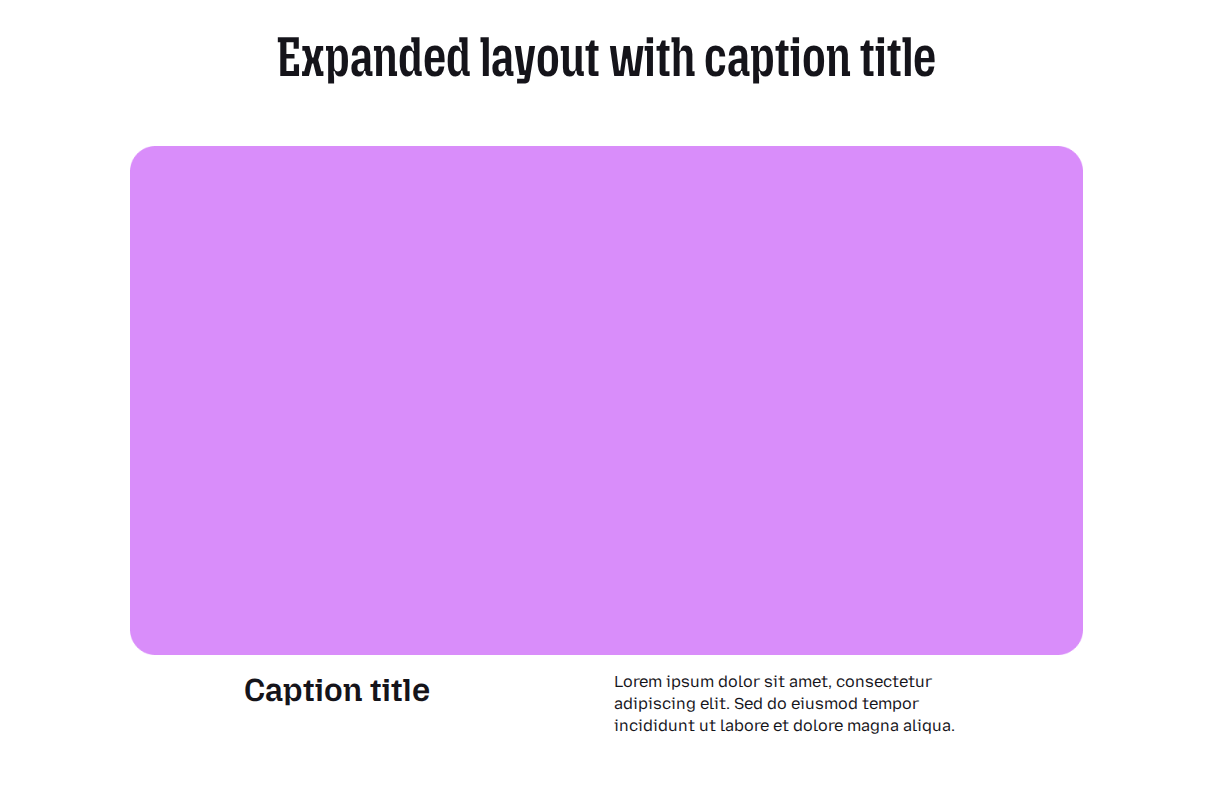 Expanded layout with caption title
Caption title
Lorem ipsum dolor sit amet, consectetur
adipiscing elit. Sed do eiusmod tempor
incididunt ut labore et dolore magna aliqua.